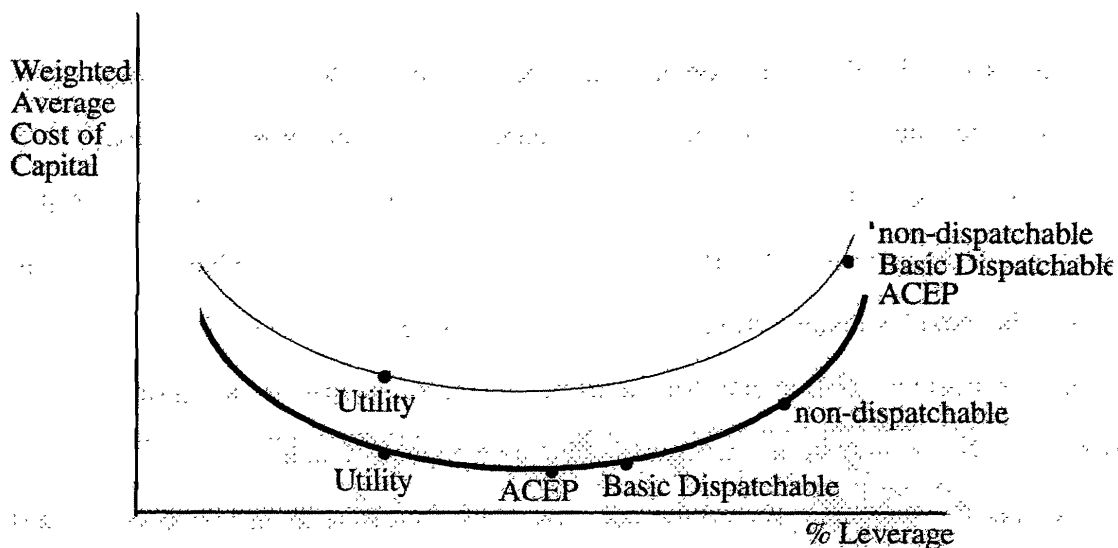 Weighted
Average
Cost of
Capital
non-dispatchable
Basic Dispatchable
ACEP
Utility
non-dispatchable
Utility
ACEP
Basic Dispatchable
% Leverage